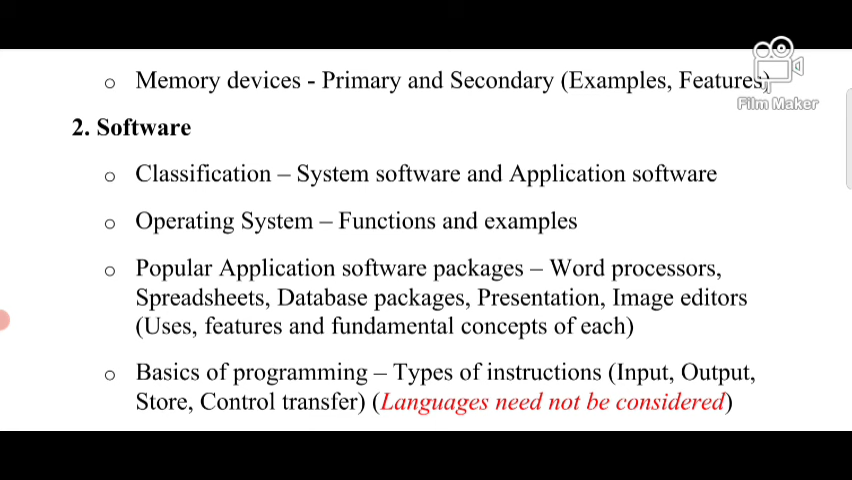 o Memory devices - Primary and Secondary (Examples, Features)
Film Maker
2. Software
o Classification – System software and Application software
o Operating System – Functions and examples
o Popular Application software packages – Word processors,
Spreadsheets, Database packages, Presentation, Image editors
(Uses, features and fundamental concepts of each)
o Basics of programming – Types of instructions (Input, Output,
Store, Control transfer) (Languages need not be considered)